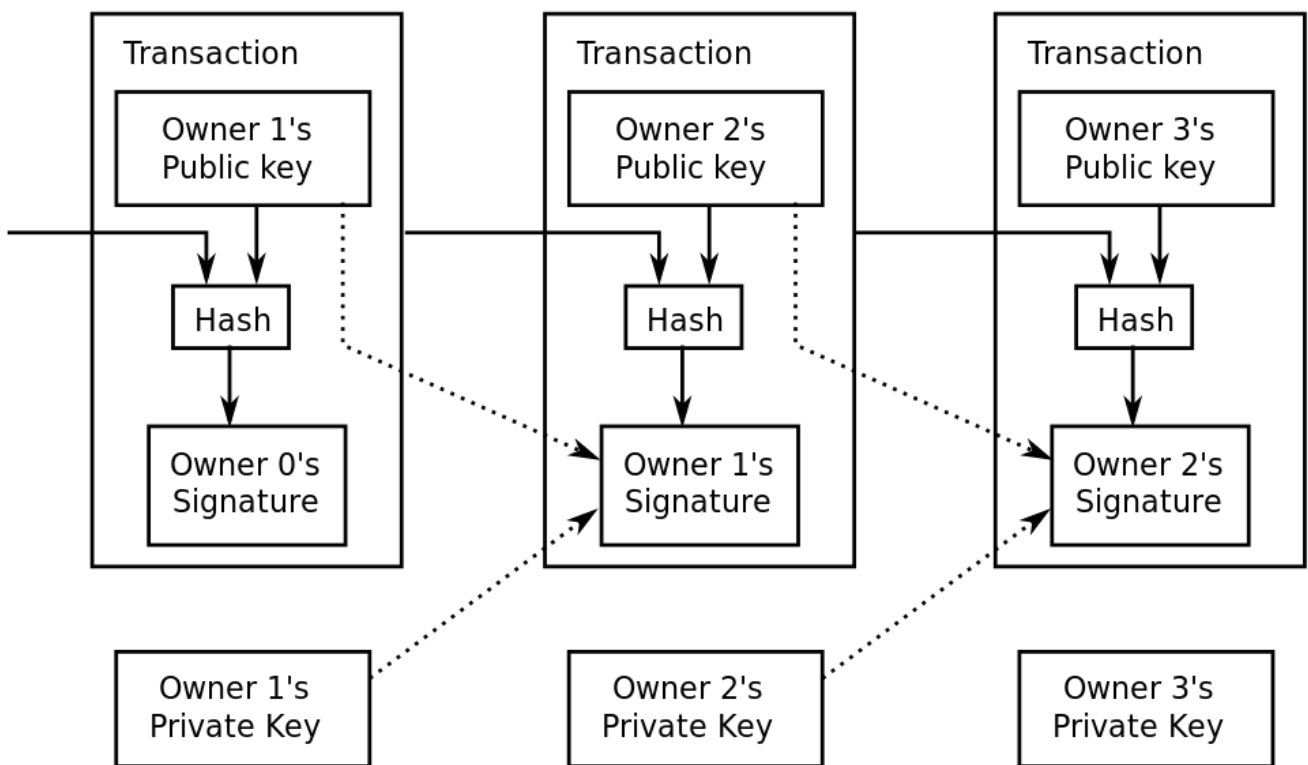 Transaction
Owner 1's
Public key
Hash
Owner 0's
Signature
Owner 1's
Private Key
Transaction
Owner 2's
Public key
Hash
Owner 1's
Signature
Owner 2's
Private Key
Transaction
Owner 3's
Public key
Hash
Owner 2's
Signature
Owner 3's
Private Key